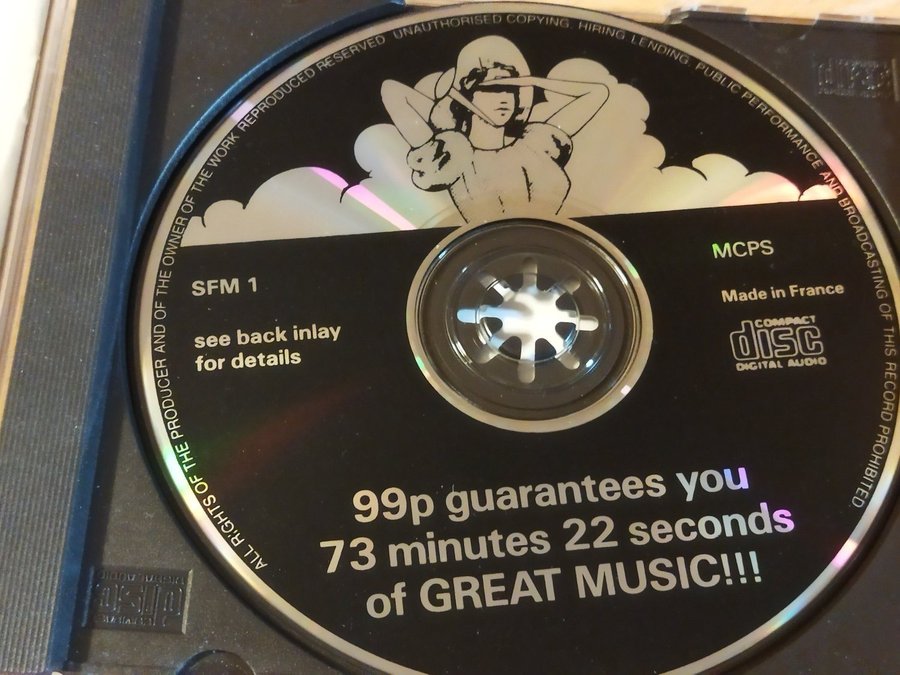 ALL RIGHTS OF THE PRODUCER AND OF THE OWNER OF THE WORK REPRODUCED RESERVED. UNAUTHORISED COPYING. HIRING LENDING. PUBLIC PERFORMANCE AND BROADCASTING OF THIS RECORD PROHIBITED.
SFM 1
MCPS
see back inlay
for details
Made in France
COMPACT
disc
DIGITAL AUDIO
99p guarantees you
73 minutes 22 seconds
of GREAT MUSIC!!!